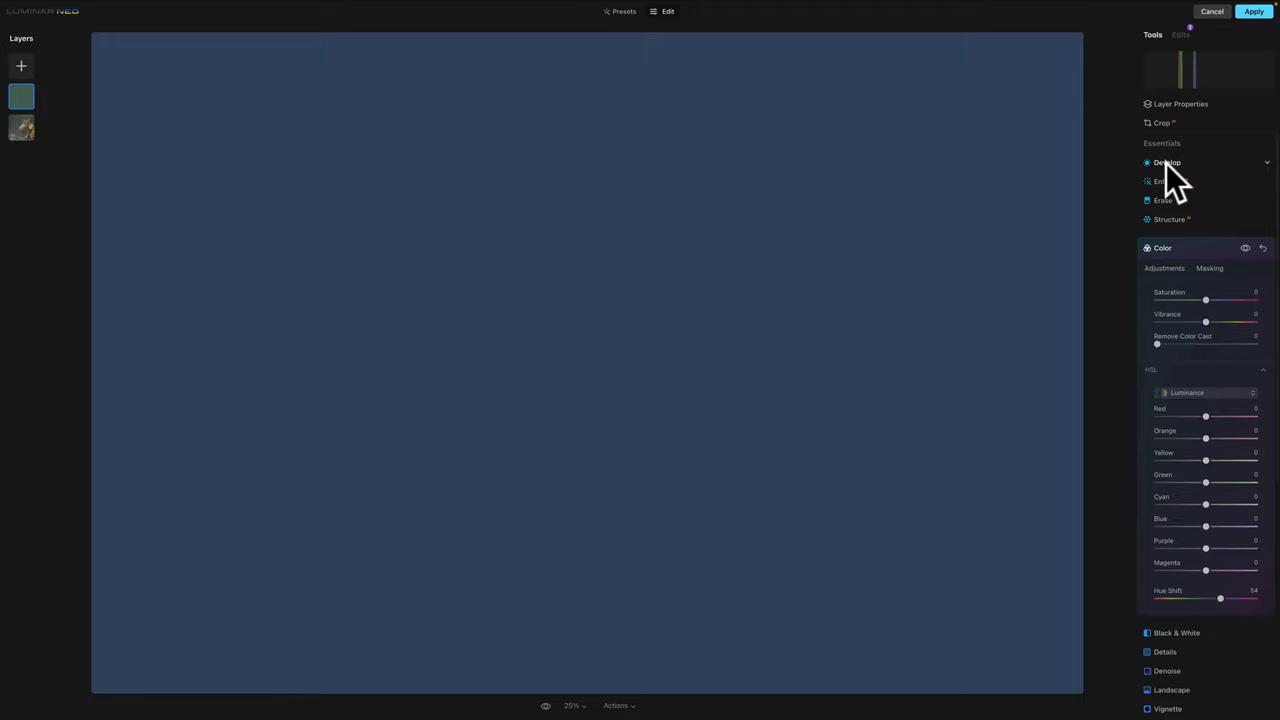 LUMINAR NEO
Presets
Edit
Cancel
Apply
Layers
Tools
Edits
Layer Properties
Crop
Essentials
Develop
Erase
Structure
Color
Adjustments
Masking
Saturation 0
Vibrance 0
Remove Color Cast 0
HSL
Luminance
Red 0
Orange 0
Yellow 0
Green 0
Cyan 0
Blue 0
Purple 0
Magenta 0
Hue Shift 54
Black & White
Details
Denoise
Landscape
Vignette
25%
Actions